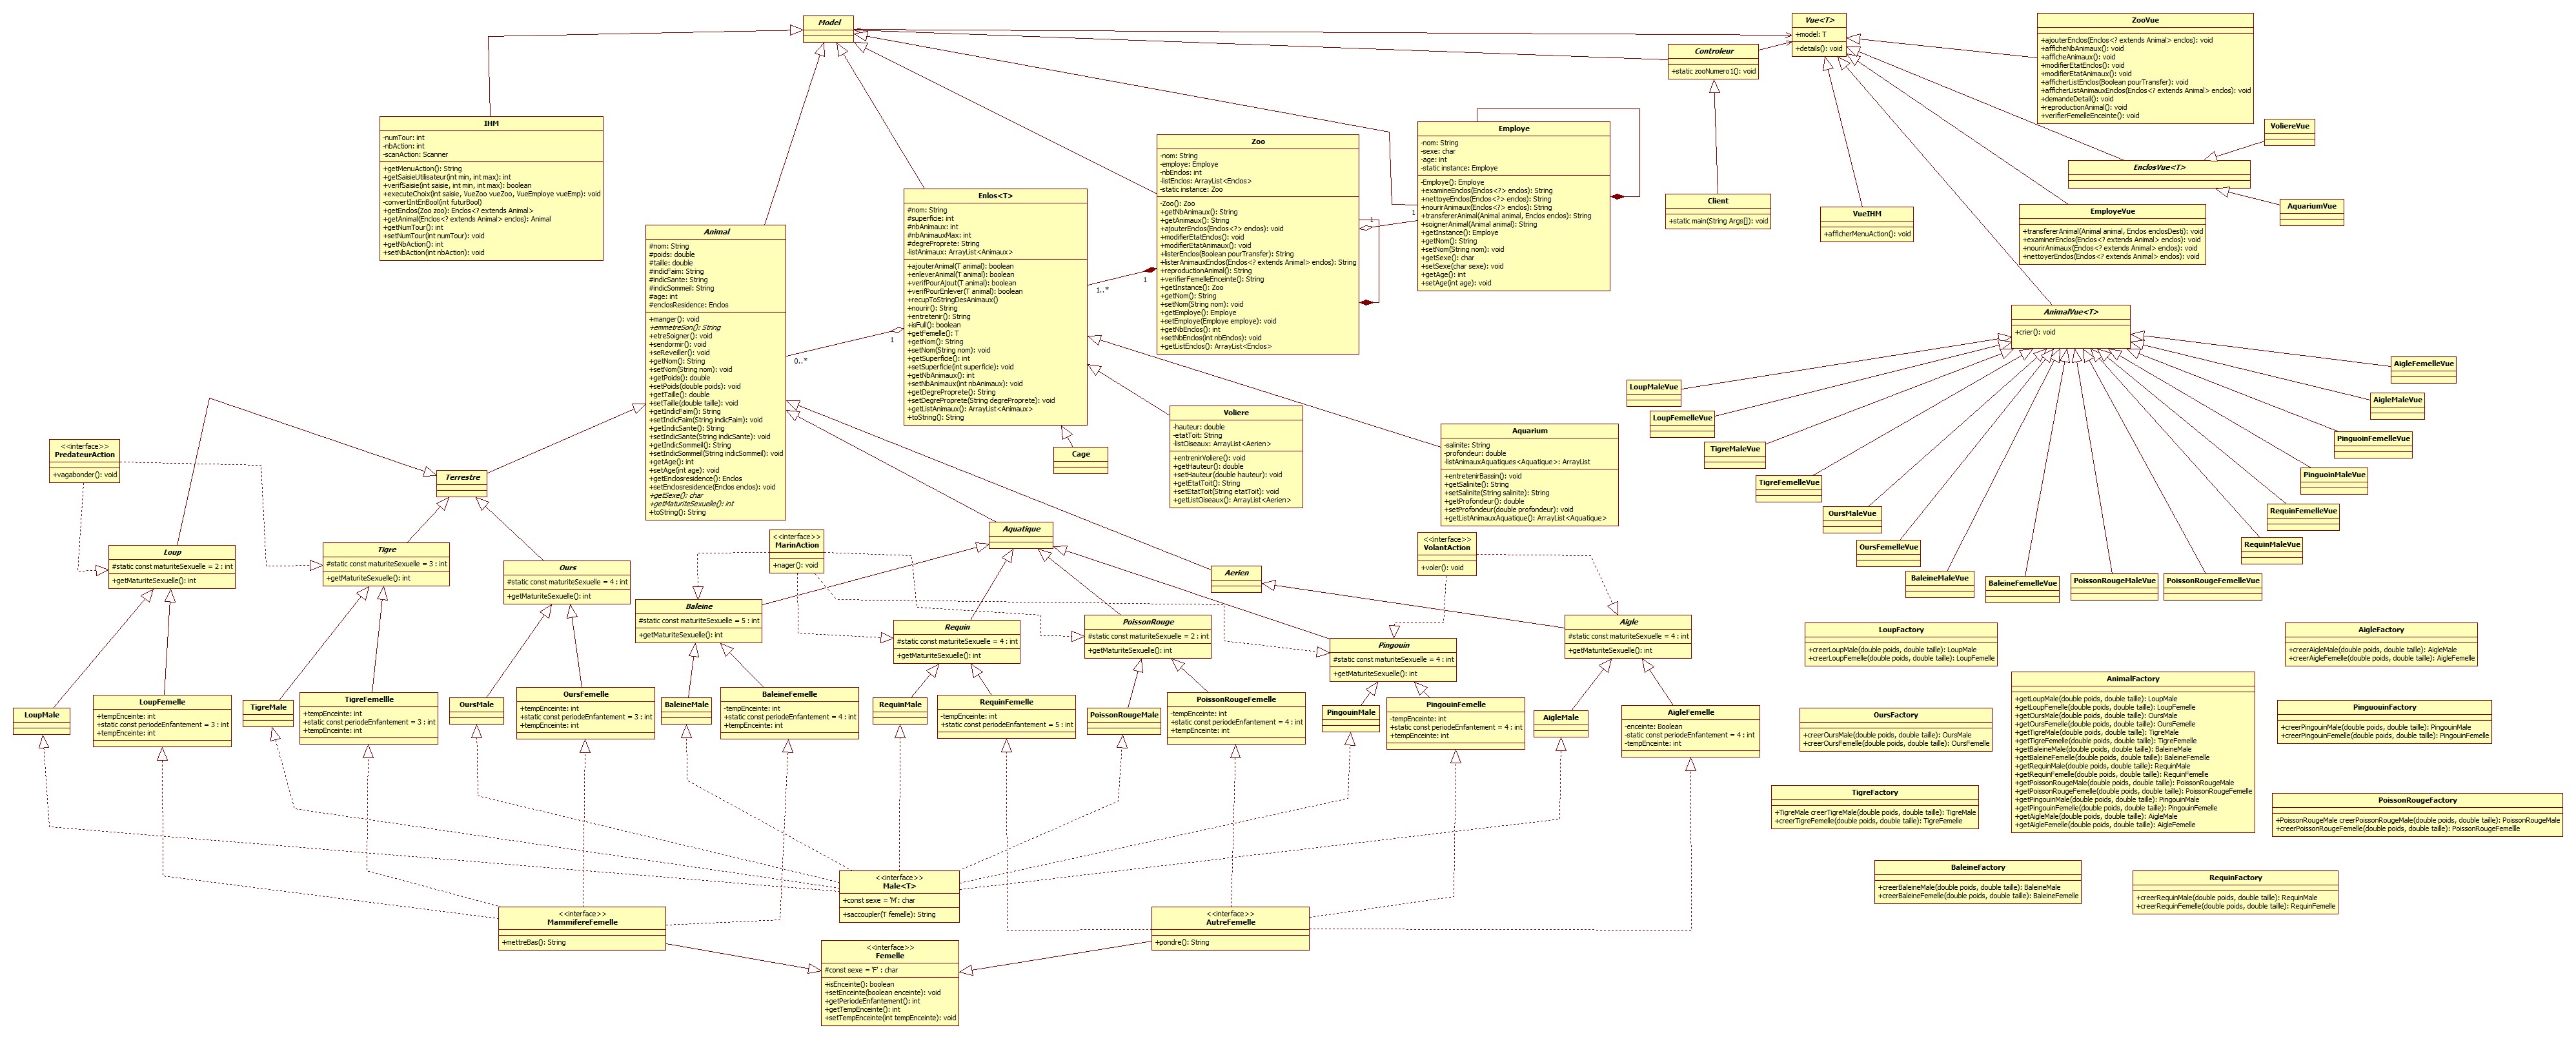 Model
Vue<T>
+model: T
+details(): void
ZooVue
+ajouterEnclos(Enclos<? extends Animal> enclos): void
+afficheNbAnimaux(): void
+afficheAnimaux(): void
+modifierEtatEnclos(): void
+modifierEtatAnimaux(): void
+afficherListEnclos(Boolean pourTransfer): void
+afficherListAnimauxEnclos(Enclos<? extends Animal> enclos): void
+demandeDetail(): void
+reproductionAnimal(): void
+verifierFemelleEnceinte(): void
Controleur
+static zooNumero1(): void
IHM
-numTour: int
-nbAction: int
-scanAction: Scanner
+getMenuAction(): String
+getSaisieUtilisateur(int min, int max): int
+verifSaisie(int saisie, int min, int max): boolean
+executeChoix(int saisie, VueZoo vueZoo, VueEmploye vueEmp): void
-convertIntEnBool(int futurBool)
+getEnclos(Zoo zoo): Enclos<? extends Animal>
+getAnimal(Enclos<? extends Animal> enclos): Animal
+getNumTour(): int
+setNumTour(int numTour): void
+getNbAction(): int
+setNbAction(int nbAction): void
Zoo
-nom: String
-employe: Employe
-nbEnclos: int
-listEnclos: ArrayList<Enclos>
-static instance: Zoo
-Zoo(): Zoo
+getNbAnimaux(): String
+getAnimaux(): String
+ajouterEnclos(Enclos<?> enclos): void
+modifierEtatEnclos(): void
+modifierEtatAnimaux(): void
+listerEnclos(Boolean pourTransfer): String
+listerAnimauxEnclos(Enclos<? extends Animal> enclos): String
+reproductionAnimal(): String
+verifierFemelleEnceinte(): String
+getInstance(): Zoo
+getNom(): String
+setNom(String nom): void
+getEmploye(): Employe
+setEmploye(Employe employe): void
+getNbEnclos(): int
+setNbEnclos(int nbEnclos): void
+getListEnclos(): ArrayList<Enclos>
1
1
1..*
1
Employe
-nom: String
-sexe: char
-age: int
-static instance: Employe
-Employe(): Employe
+examineEnclos(Enclos<?> enclos): String
+nettoyeEnclos(Enclos<?> enclos): String
+nourirAnimaux(Enclos<?> enclos): String
+transfererAnimal(Animal animal, Enclos enclos): String
+soignerAnimal(Animal animal): String
+getInstance(): Employe
+getNom(): String
+setNom(String nom): void
+getSexe(): char
+setSexe(char sexe): void
+getAge(): int
+setAge(int age): void
Client
+static main(String Args[]): void
VueIHM
+afficherMenuAction(): void
VoliereVue
EnclosVue<T>
AquariumVue
EmployeVue
+transfererAnimal(Animal animal, Enclos enclosDesti): void
+examinerEnclos(Enclos<? extends Animal> enclos): void
+nourirAnimaux(Enclos<? extends Animal> enclos): void
+nettoyerEnclos(Enclos<? extends Animal> enclos): void
Enlos<T>
#nom: String
#superficie: int
#nbAnimaux: int
#nbAnimauxMax: int
#degreProprete: String
-listAnimaux: ArrayList<Animaux>
+ajouterAnimal(T animal): boolean
+enleverAnimal(T animal): boolean
+verifPourAjout(T animal): boolean
+verifPourEnlever(T animal): boolean
+recupToStringDesAnimaux()
+nourir(): String
+entretenir(): String
+isFull(): boolean
+getFemelle(): T
+getNom(): String
+setNom(String nom): void
+getSuperficie(): int
+setSuperficie(int superficie): void
+getNbAnimaux(): int
+setNbAnimaux(int nbAnimaux): void
+getDegreProprete(): String
+setDegreProprete(String degreProprete): void
+getListAnimaux(): ArrayList<Animaux>
+toString(): String
1
0..*
Animal
#nom: String
#poids: double
#taille: double
#indicFaim: String
#indicSante: String
#indicSommeil: String
#age: int
#enclosResidence: Enclos
+manger(): void
+emmetreSon(): String
+etreSoigner(): void
+sendormir(): void
+seReveiller(): void
+getNom(): String
+setNom(String nom): void
+getPoids(): double
+setPoids(double poids): void
+getTaille(): double
+setTaille(double taille): void
+getIndicFaim(): String
+setIndicFaim(String indicFaim): void
+getIndicSante(): String
+setIndicSante(String indicSante): void
+getIndicSommeil(): String
+setIndicSommeil(String indicSommeil): void
+getAge(): int
+setAge(int age): void
+getEnclosresidence(): Enclos
+setEnclosresidence(Enclos enclos): void
+getSexe(): char
+getMaturiteSexuelle(): int
+toString(): String
AnimalVue<T>
+crier(): void
LoupMaleVue
LoupFemelleVue
TigreMaleVue
TigreFemelleVue
OursMaleVue
OursFemelleVue
BaleineMaleVue
BaleineFemelleVue
PoissonRougeMaleVue
PoissonRougeFemelleVue
RequinMaleVue
RequinFemelleVue
PinguoinMaleVue
PinguoinFemelleVue
AigleMaleVue
AigleFemelleVue
Voliere
-hauteur: double
-etatToit: String
-listOiseaux: ArrayList<Aerien>
+entrenirVoliere(): void
+getHauteur(): double
+setHauteur(double hauteur): void
+getEtatToit(): String
+setEtatToit(String etatToit): void
+getListOiseaux(): ArrayList<Aerien>
Aquarium
-salinite: String
-profondeur: double
-listAnimauxAquatiques<Aquatique>: ArrayList
+entretenirBassin(): void
+getSalinite(): String
+setSalinite(String salinite): String
+getProfondeur(): double
+setProfondeur(double profondeur): void
+getListAnimauxAquatique(): ArrayList<Aquatique>
Cage
<<interface>>
PredateurAction
+vagabonder(): void
Terrestre
Aquatique
Aerien
<<interface>>
MarinAction
+nager(): void
<<interface>>
VolantAction
+voler(): void
Loup
#static const maturiteSexuelle = 2 : int
+getMaturiteSexuelle(): int
Tigre
#static const maturiteSexuelle = 3 : int
+getMaturiteSexuelle(): int
Ours
#static const maturiteSexuelle = 4 : int
+getMaturiteSexuelle(): int
Baleine
#static const maturiteSexuelle = 5 : int
+getMaturiteSexuelle(): int
Requin
#static const maturiteSexuelle = 4 : int
+getMaturiteSexuelle(): int
PoissonRouge
#static const maturiteSexuelle = 2 : int
+getMaturiteSexuelle(): int
Pingouin
#static const maturiteSexuelle = 4 : int
+getMaturiteSexuelle(): int
Aigle
#static const maturiteSexuelle = 4 : int
+getMaturiteSexuelle(): int
LoupMale
LoupFemelle
+tempEnceinte: int
+static const periodeEnfantement = 3 : int
+tempEnceinte: int
TigreMale
TigreFemellle
+tempEnceinte: int
+static const periodeEnfantement = 3 : int
+tempEnceinte: int
OursMale
OursFemelle
+tempEnceinte: int
+static const periodeEnfantement = 3 : int
+tempEnceinte: int
BaleineMale
BaleineFemelle
-tempEnceinte: int
+static const periodeEnfantement = 4 : int
+tempEnceinte: int
RequinMale
RequinFemelle
-tempEnceinte: int
+static const periodeEnfantement = 5 : int
PoissonRougeMale
PoissonRougeFemelle
-tempEnceinte: int
+static const periodeEnfantement = 4 : int
+tempEnceinte: int
PingouinMale
PingouinFemelle
-tempEnceinte: int
+static const periodeEnfantement = 4 : int
+tempEnceinte: int
AigleMale
AigleFemelle
-enceinte: Boolean
-static const periodeEnfantement = 4 : int
-tempEnceinte: int
LoupFactory
+creerLoupMale(double poids, double taille): LoupMale
+creerLoupFemelle(double poids, double taille): LoupFemelle
AigleFactory
+creerAigleMale(double poids, double taille): AigleMale
+creerAigleFemelle(double poids, double taille): AigleFemelle
AnimalFactory
+getLoupMale(double poids, double taille): LoupMale
+getLoupFemelle(double poids, double taille): LoupFemelle
+getOursMale(double poids, double taille): OursMale
+getOursFemelle(double poids, double taille): OursFemelle
+getTigreMale(double poids, double taille): TigreMale
+getTigreFemelle(double poids, double taille): TigreFemelle
+getBaleineMale(double poids, double taille): BaleineMale
+getBaleineFemelle(double poids, double taille): BaleineFemelle
+getRequinMale(double poids, double taille): RequinMale
+getRequinFemelle(double poids, double taille): RequinFemelle
+getPoissonRougeMale(double poids, double taille): PoissonRougeMale
+getPoissonRougeFemelle(double poids, double taille): PoissonRougeFemelle
+getPingouinMale(double poids, double taille): PingouinMale
+getPingouinFemelle(double poids, double taille): PingouinFemelle
+getAigleMale(double poids, double taille): AigleMale
+getAigleFemelle(double poids, double taille): AigleFemelle
OursFactory
+creerOursMale(double poids, double taille): OursMale
+creerOursFemelle(double poids, double taille): OursFemelle
PinguouinFactory
+creerPingouinMale(double poids, double taille): PingouinMale
+creerPingouinFemelle(double poids, double taille): PingouinFemelle
TigreFactory
+TigreMale creerTigreMale(double poids, double taille): TigreMale
+creerTigreFemelle(double poids, double taille): TigreFemelle
PoissonRougeFactory
+PoissonRougeMale creerPoissonRougeMale(double poids, double taille): PoissonRougeMale
+creerPoissonRougeFemelle(double poids, double taille): PoissonRougeFemellle
BaleineFactory
+creerBaleineMale(double poids, double taille): BaleineMale
+creerBaleineFemelle(double poids, double taille): BaleineFemelle
RequinFactory
+creerRequinMale(double poids, double taille): RequinMale
+creerRequinFemelle(double poids, double taille): RequinFemelle
<<interface>>
Male<T>
+const sexe = 'M': char
+saccoupler(T femelle): String
<<interface>>
MammifereFemelle
+mettreBas(): String
<<interface>>
AutreFemelle
+pondre(): String
<<interface>>
Femelle
#const sexe = 'F' : char
+isEnceinte(): boolean
+setEnceinte(boolean enceinte): void
+getPeriodeEnfantement(): int
+getTempEnceinte(): int
+setTempEnceinte(int tempEnceinte): void